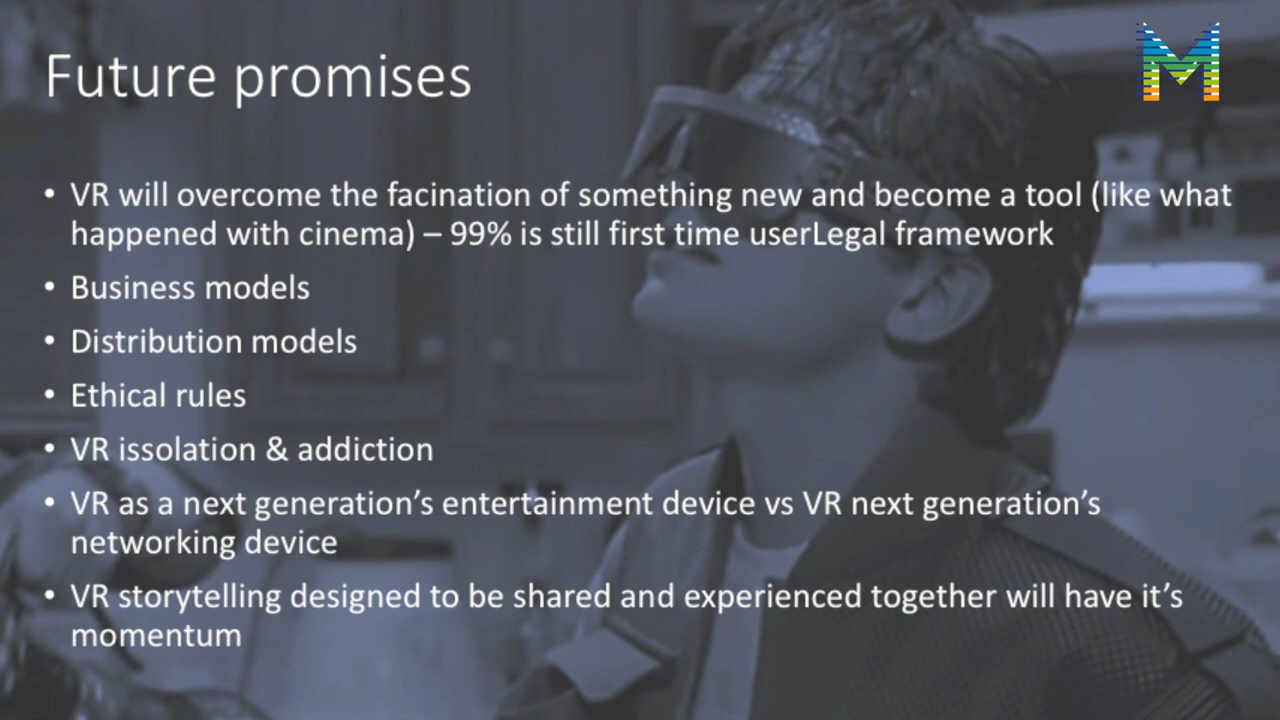 Future promises
M
• VR will overcome the facination of something new and become a tool (like what
happened with cinema) – 99% is still first time userLegal framework
• Business models
• Distribution models
• Ethical rules
• VR issolation & addiction
• VR as a next generation’s entertainment device vs VR next generation’s
networking device
• VR storytelling designed to be shared and experienced together will have it’s
momentum